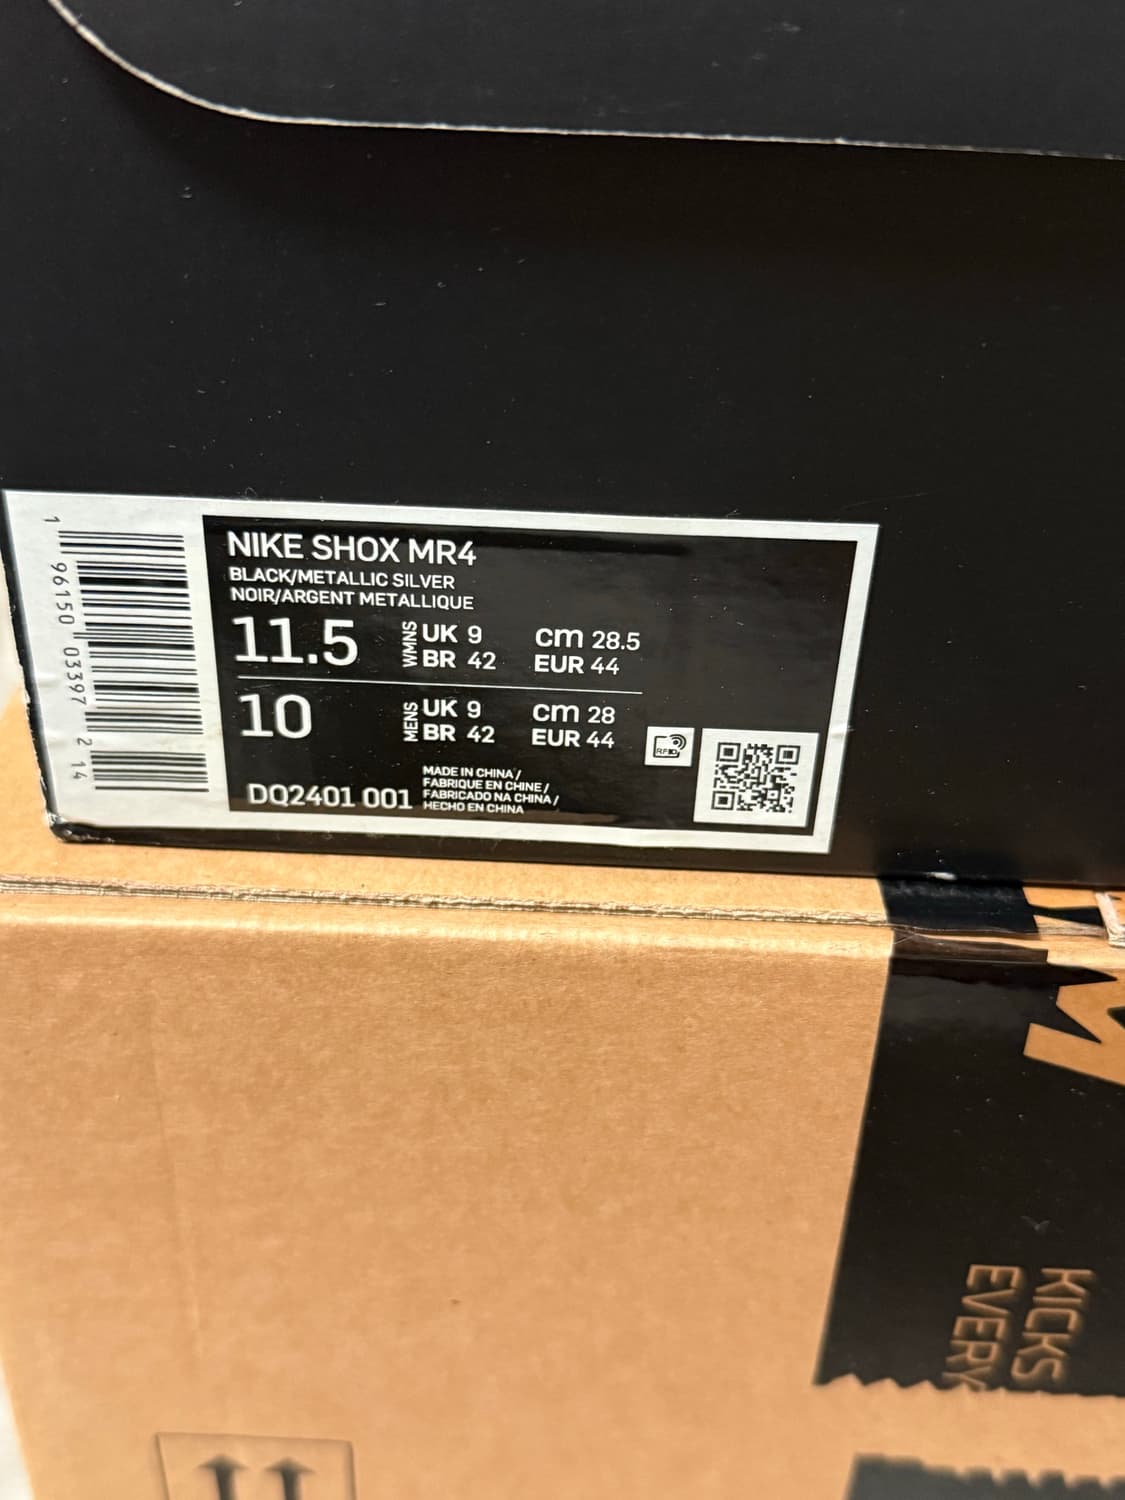 NIKE SHOX MR4
BLACK/METALLIC SILVER
NOIR/ARGENT METALLIQUE
11.5 WMNS UK 9 cm 28.5
BR 42 EUR 44
10 MENS UK 9 cm 28
BR 42 EUR 44
RFID
DQ2401 001
MADE IN CHINA/
FABRIQUE EN CHINE/
FABRICADO NA CHINA/
HECHO EN CHINA
1 96150 03397 2 14
M
KICKS
EVERY